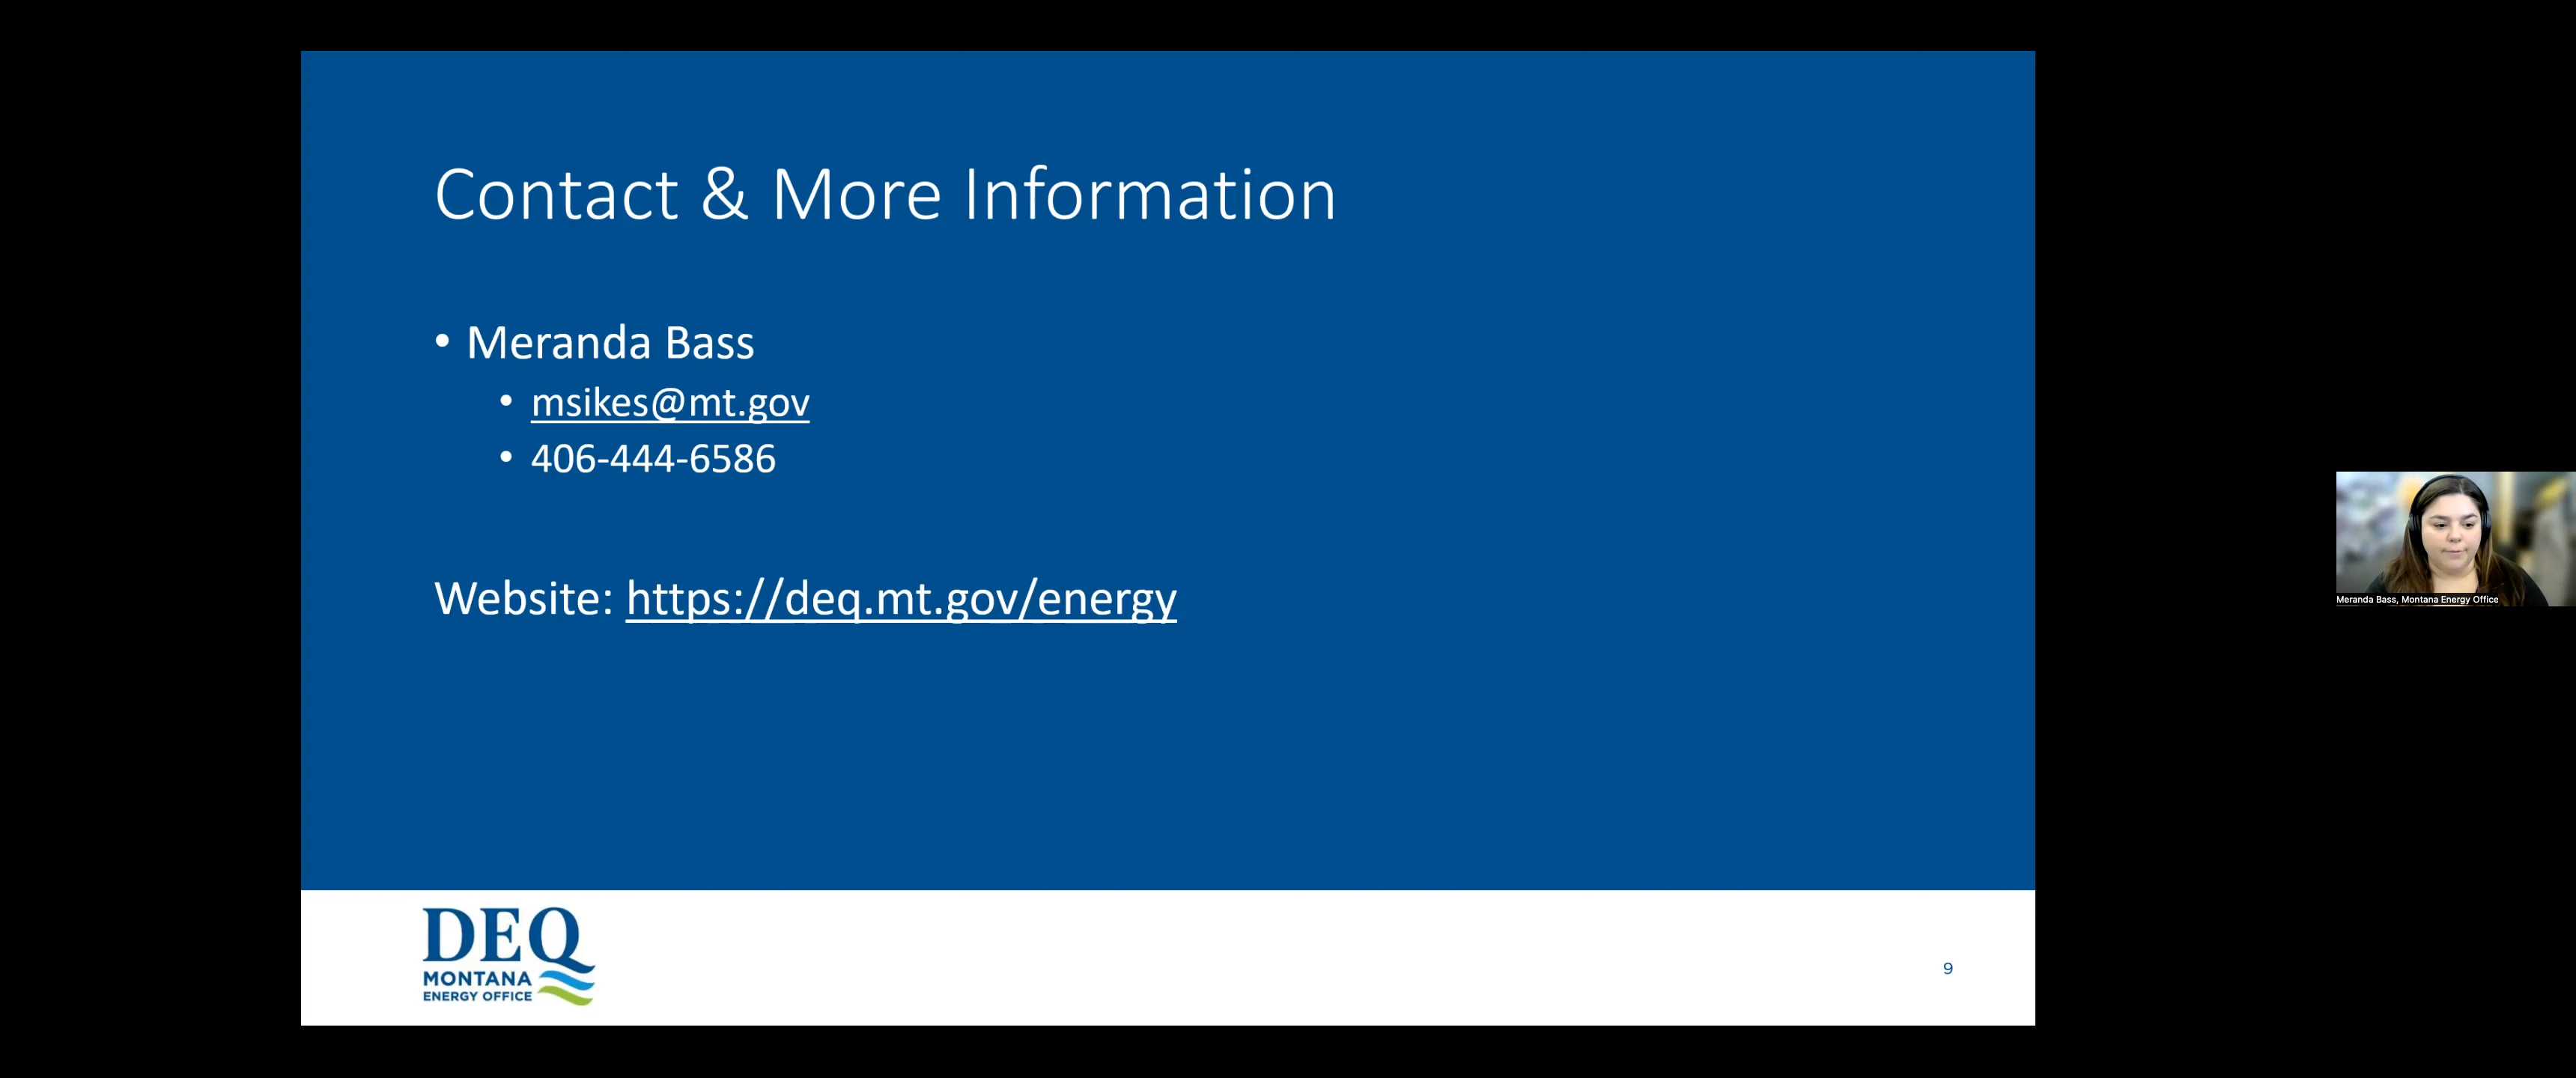 Contact & More Information
• Meranda Bass
• msikes@mt.gov
• 406-444-6586
Website: https://deq.mt.gov/energy
Meranda Bass, Montana Energy Office
DEQ
MONTANA
ENERGY OFFICE
9